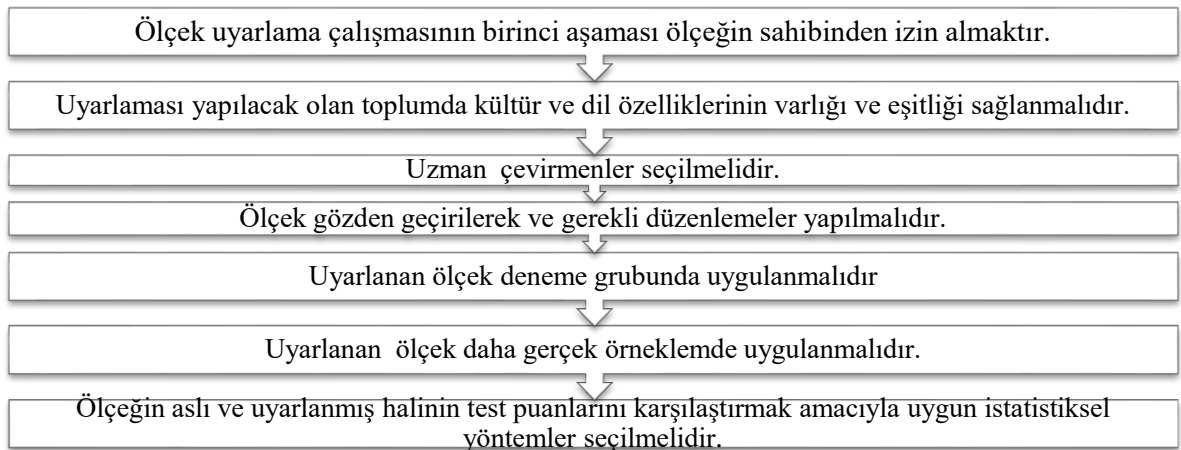 Ölçek uyarlama çalışmasının birinci aşaması ölçeğin sahibinden izin almaktır.
Uyarlaması yapılacak olan toplumda kültür ve dil özelliklerinin varlığı ve eşitliği sağlanmalıdır.
Uzman çevirmenler seçilmelidir.
Ölçek gözden geçirilerek ve gerekli düzenlemeler yapılmalıdır.
Uyarlanan ölçek deneme grubunda uygulanmalıdır
Uyarlanan ölçek daha gerçek örneklemde uygulanmalıdır.
Ölçeğin aslı ve uyarlanmış halinin test puanlarını karşılaştırmak amacıyla uygun istatistiksel
yöntemler seçilmelidir.